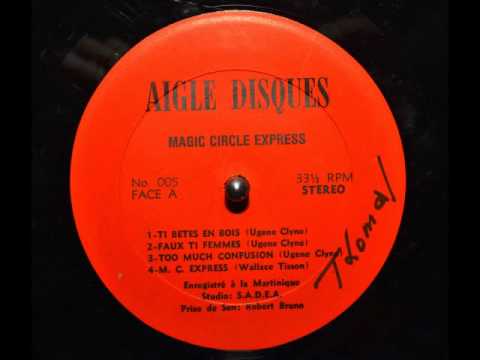 AIGLE DISQUES
MAGIC CIRCLE EXPRESS
No 005
FACE A
33⅓ RPM
STEREO
1-TI BETES EN BOIS (Ugene Clyne)
2-FAUX TI FEMMES (Ugene Clyne)
3-TOO MUCH CONFUSION (Ugene Clyne)
4-M. C. EXPRESS (Wallace Tisson)
Enregistré à la Martinique
Studio: S.A.D.E.A.
Prise de Son: Robert Bruno